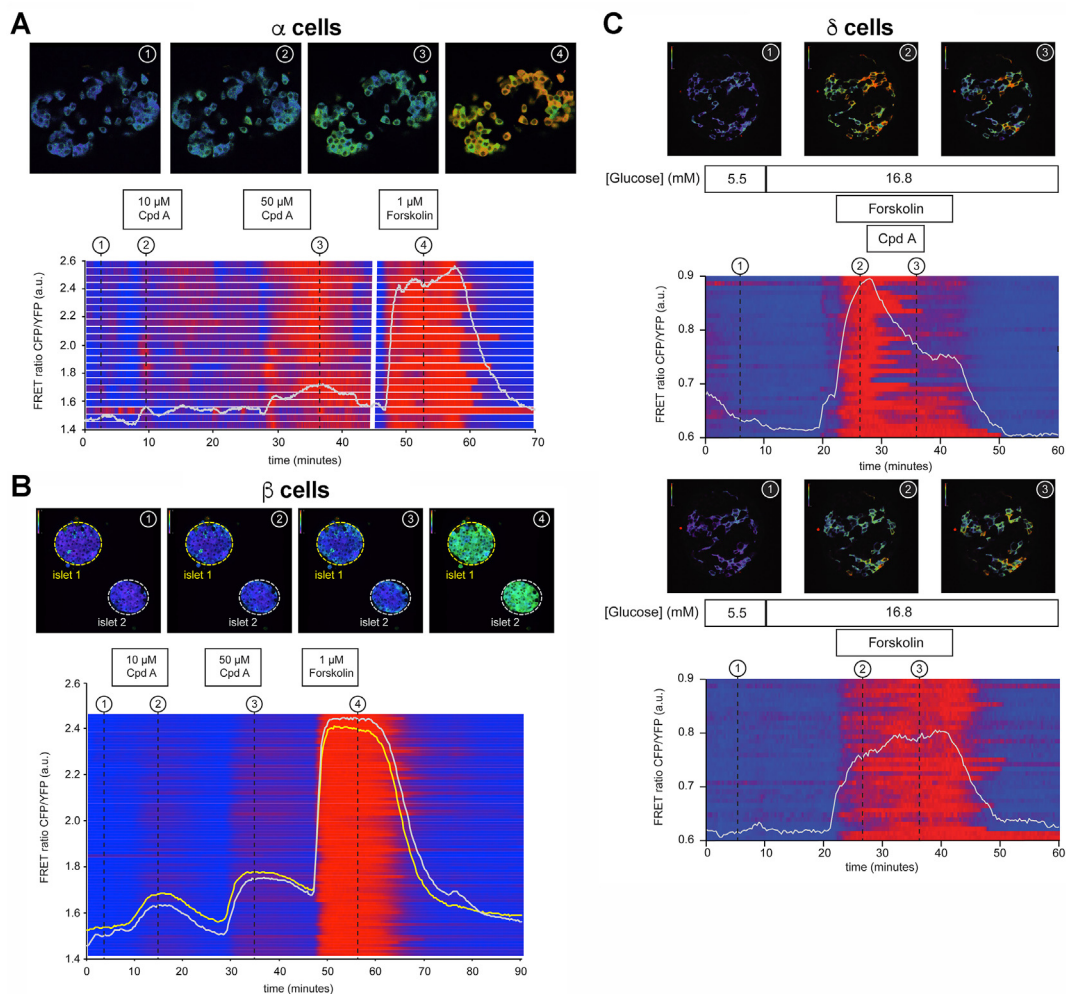 A
α cells
1
2
3
4
10 µM
Cpd A
50 µM
Cpd A
1 µM
Forskolin
1
2
3
4
FRET ratio CFP/YFP (a.u.)
2.6
2.4
2.2
2.0
1.8
1.6
1.4
0 10 20 30 40 50 60 70
time (minutes)
B
β cells
1
2
3
4
islet 1
islet 2
islet 1
islet 2
islet 1
islet 2
islet 1
islet 2
10 µM
Cpd A
50 µM
Cpd A
1 µM
Forskolin
1
2
3
4
FRET ratio CFP/YFP (a.u.)
2.6
2.4
2.2
2.0
1.8
1.6
1.4
0 10 20 30 40 50 60 70 80 90
time (minutes)
C
δ cells
1
2
3
[Glucose] (mM) 5.5 16.8
Forskolin
Cpd A
1
2
3
FRET ratio CFP/YFP (a.u.)
0.9
0.8
0.7
0.6
0 10 20 30 40 50 60
time (minutes)
1
2
3
[Glucose] (mM) 5.5 16.8
Forskolin
1
2
3
FRET ratio CFP/YFP (a.u.)
0.9
0.8
0.7
0.6
0 10 20 30 40 50 60
time (minutes)